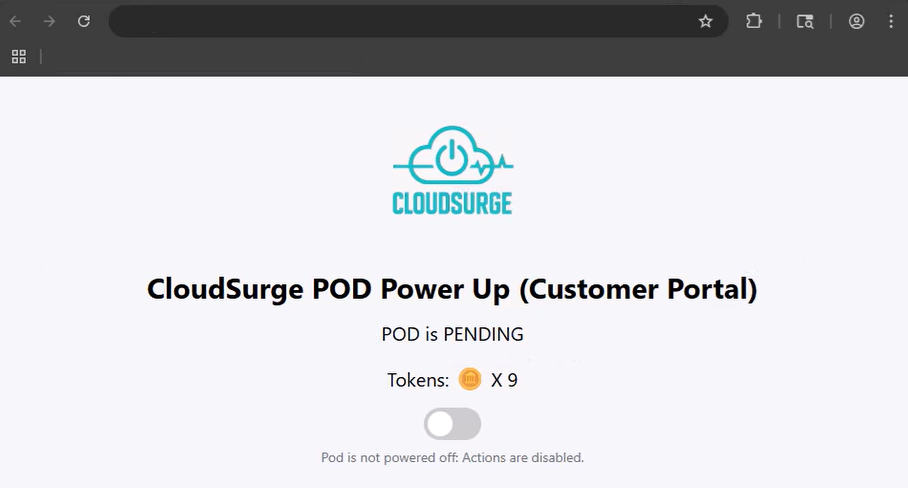 CLOUDSURGE
CloudSurge POD Power Up (Customer Portal)
POD is PENDING
Tokens: X 9
Pod is not powered off: Actions are disabled.